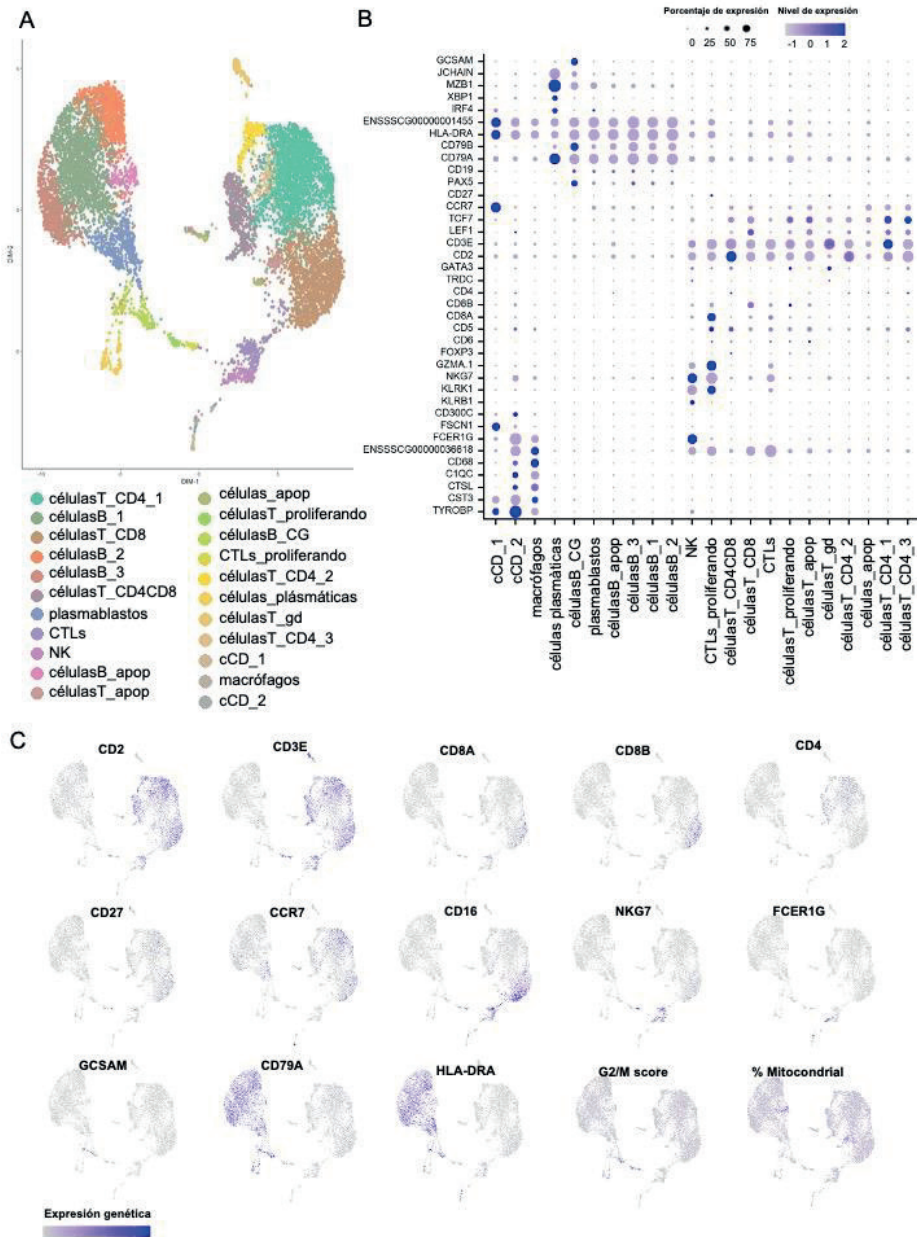 A
DIM-2
DIM-1
célulasT_CD4_1
célulasB_1
célulasT_CD8
célulasB_2
célulasB_3
célulasT_CD4CD8
plasmablastos
CTLs
NK
célulasB_apop
célulasT_apop
células_apop
célulasT_proliferando
célulasB_CG
CTLs_proliferando
célulasT_CD4_2
células_plásmáticas
célulasT_gd
célulasT_CD4_3
cCD_1
macrófagos
cCD_2
B
Porcentaje de expresión
0 25 50 75
Nivel de expresión
-1 0 1 2
GCSAM
JCHAIN
MZB1
XBP1
IRF4
ENSSSCG00000001455
HLA-DRA
CD79B
CD79A
CD19
PAX5
CD27
CCR7
TCF7
LEF1
CD3E
CD2
GATA3
TRDC
CD4
CD8B
CD8A
CD5
CD6
FOXP3
GZMA.1
NKG7
KLRK1
KLRB1
CD300C
FSCN1
FCER1G
ENSSSCG00000036618
CD68
C1QC
CTSL
CST3
TYROBP
cCD_1
cCD_2
macrófagos
células plasmáticas
célulasB_CG
plasmablastos
célulasB_apop
célulasB_3
célulasB_1
célulasB_2
NK
CTLs_proliferando
célulasT_CD4CD8
célulasT_CD8
CTLs
célulasT_proliferando
célulasT_apop
célulasT_gd
célulasT_CD4_2
células_apop
célulasT_CD4_1
célulasT_CD4_3
C
CD2 CD3E CD8A CD8B CD4
CD27 CCR7 CD16 NKG7 FCER1G
GCSAM CD79A HLA-DRA G2/M score % Mitocondrial
Expresión genética